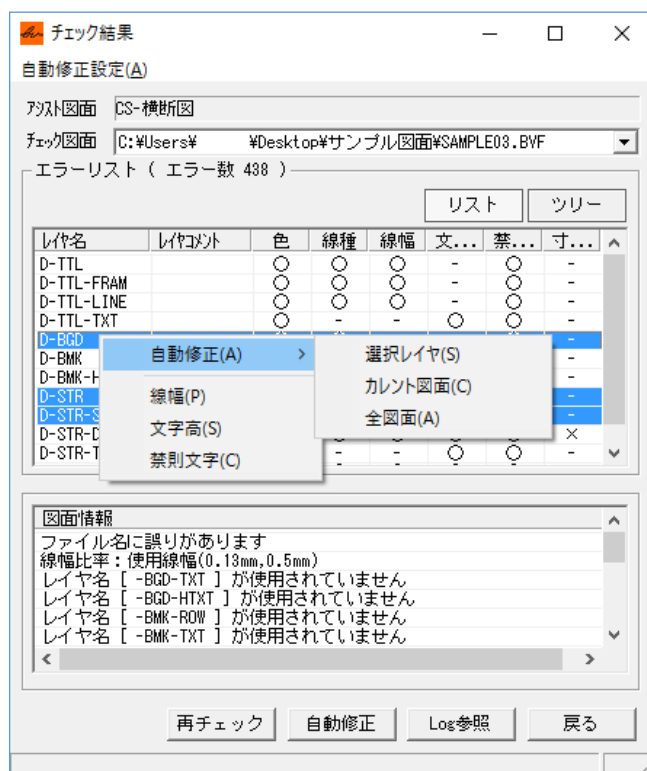 チェック結果
自動修正設定(A)
アシスト図面 CS-横断図
チェック図面 C:¥Users¥ ¥Desktop¥サンプル図面¥SAMPLE03.BVF
エラーリスト ( エラー数 438 )
リスト ツリー
レイヤ名 レイヤコメント 色 線種 線幅 文... 禁... 寸...
D-TTL ○ ○ ○ - ○ -
D-TTL-FRAM ○ ○ ○ - ○ -
D-TTL-LINE ○ ○ ○ - ○ -
D-TTL-TXT ○ - - ○ ○ -
D-BGD -
D-BMK -
D-BMK-H -
D-STR -
D-STR-S -
D-STR-D ×
D-STR-T - - ○ ○ -
自動修正(A) >
線幅(P)
文字高(S)
禁則文字(C)
選択レイヤ(S)
カレント図面(C)
全図面(A)
図面情報
ファイル名に誤りがあります
線幅比率：使用線幅(0.13mm,0.5mm)
レイヤ名 [ -BGD-TXT ] が使用されていません
レイヤ名 [ -BGD-HTXT ] が使用されていません
レイヤ名 [ -BMK-ROW ] が使用されていません
レイヤ名 [ -BMK-TXT ] が使用されていません
再チェック 自動修正 Log参照 戻る